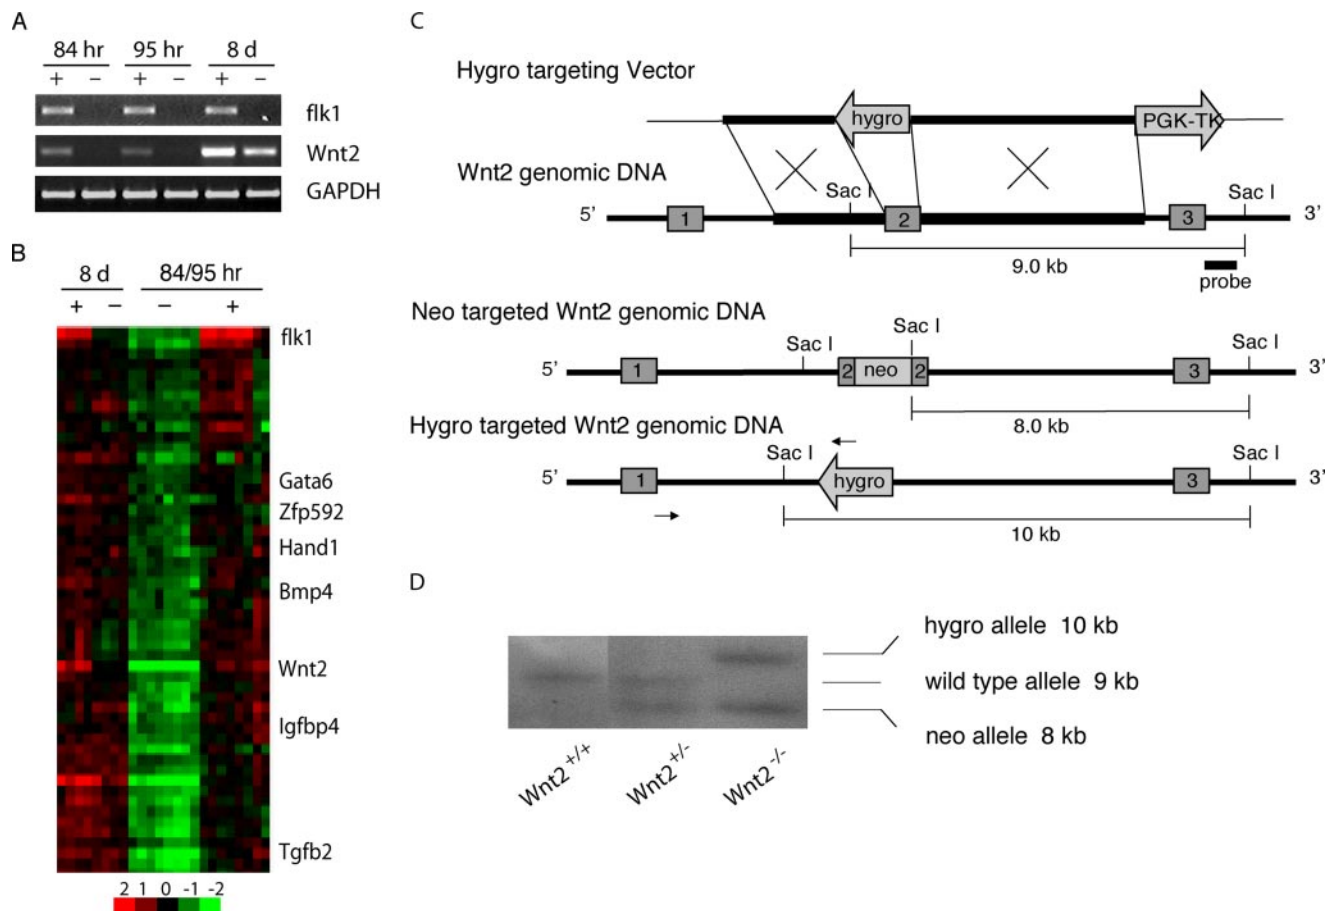 A
84 hr 95 hr 8 d
+ − + − + −
flk1
Wnt2
GAPDH
B
8 d 84/95 hr
+ − − +
flk1
Gata6
Zfp592
Hand1
Bmp4
Wnt2
Igfbp4
Tgfb2
2 1 0 -1 -2
C
Hygro targeting Vector
hygro PGK-TK
Wnt2 genomic DNA
Sac I Sac I
5’ 1 2 3 3’
9.0 kb
probe
Neo targeted Wnt2 genomic DNA
Sac I Sac I Sac I
5’ 1 2 neo 2 3 3’
8.0 kb
Hygro targeted Wnt2 genomic DNA
Sac I Sac I
5’ 1 hygro 3 3’
10 kb
D
hygro allele 10 kb
wild type allele 9 kb
neo allele 8 kb
Wnt2+/+ Wnt2+/- Wnt2-/-